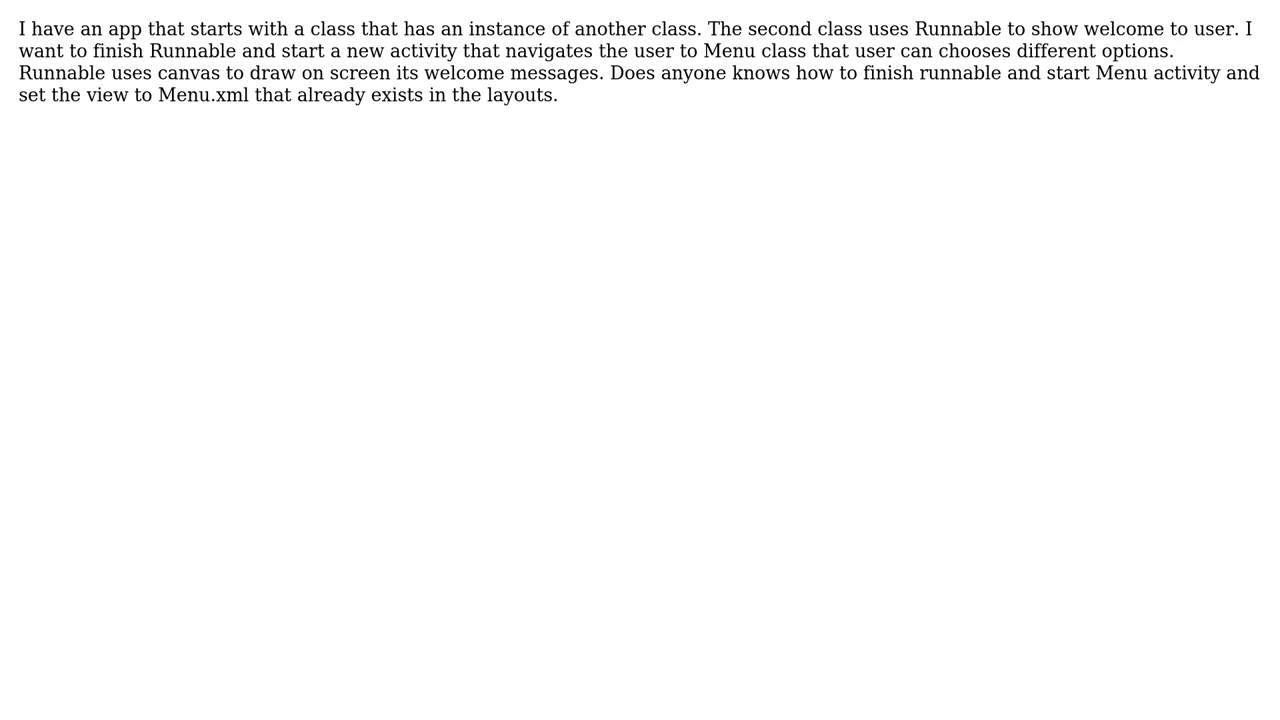 I have an app that starts with a class that has an instance of another class. The second class uses Runnable to show welcome to user. I
want to finish Runnable and start a new activity that navigates the user to Menu class that user can chooses different options.
Runnable uses canvas to draw on screen its welcome messages. Does anyone knows how to finish runnable and start Menu activity and
set the view to Menu.xml that already exists in the layouts.